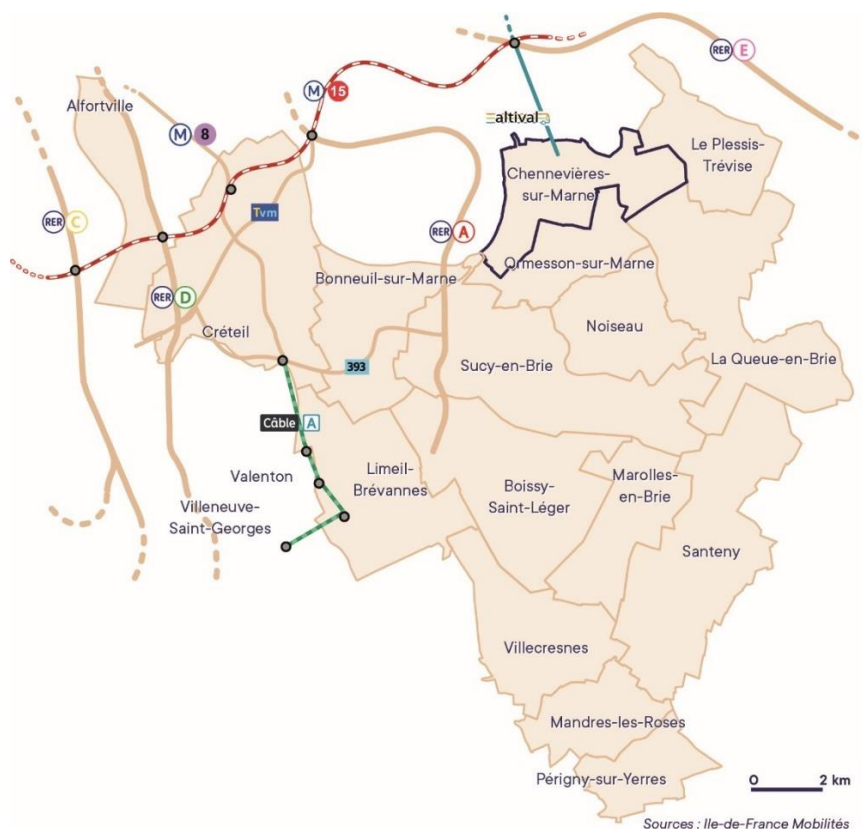 RER E
Alfortville
M 15
altival
M 8
Le Plessis-
Trévise
Chennevières-
sur-Marne
Tvm
RER C
RER A
Ormesson-sur-Marne
Bonneuil-sur-Marne
RER D
Noiseau
Créteil
La Queue-en-Brie
Sucy-en-Brie
393
Câble A
Valenton
Limeil-
Brévannes
Marolles-
en-Brie
Boissy-
Saint-Léger
Villeneuve-
Saint-Georges
Santeny
Villecresnes
Mandres-les-Roses
Périgny-sur-Yerres
0 2 km
Sources : Ile-de-France Mobilités